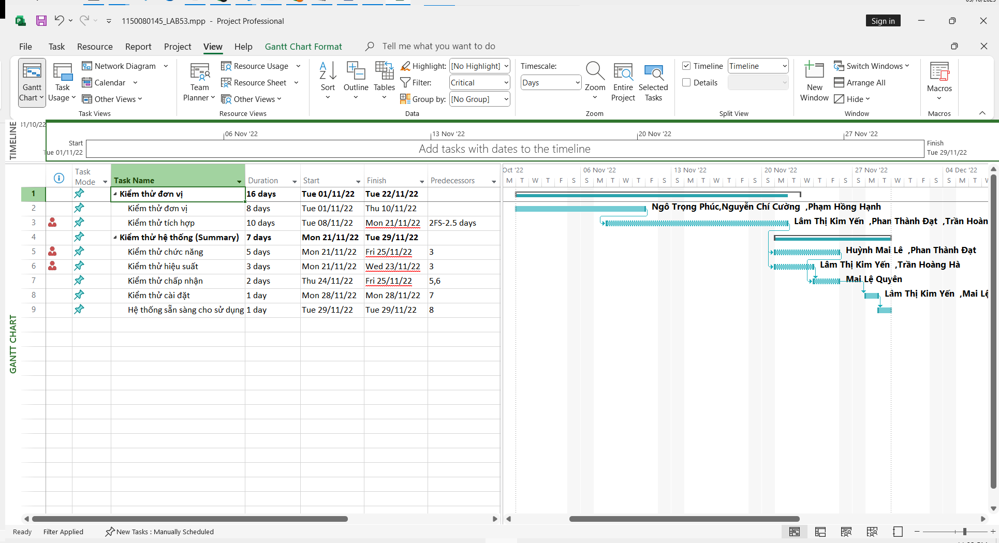 1150080145_LAB53.mpp - Project Professional
Sign in
File Task Resource Report Project View Help Gantt Chart Format Tell me what you want to do
Gantt Chart
Task Usage
Network Diagram
Calendar
Other Views
Task Views
Team Planner
Resource Usage
Resource Sheet
Other Views
Resource Views
Sort
Outline
Tables
Highlight: [No Highlight]
Filter: Critical
Group by: [No Group]
Data
Timescale:
Days
Zoom
Entire Project
Selected Tasks
Zoom
Timeline Timeline
Details
Split View
New Window
Switch Windows
Arrange All
Hide
Window
Macros
Macros
TIMELINE
31/10/22
06 Nov '22 13 Nov '22 20 Nov '22 27 Nov '22
Start
Tue 01/11/22
Add tasks with dates to the timeline
Finish
Tue 29/11/22
GANTT CHART
Task Mode Task Name Duration Start Finish Predecessors
1 Kiểm thử đơn vị 16 days Tue 01/11/22 Tue 22/11/22
2 Kiểm thử đơn vị 8 days Tue 01/11/22 Thu 10/11/22
3 Kiểm thử tích hợp 10 days Tue 08/11/22 Mon 21/11/22 2FS-2.5 days
4 Kiểm thử hệ thống (Summary) 7 days Mon 21/11/22 Tue 29/11/22
5 Kiểm thử chức năng 5 days Mon 21/11/22 Fri 25/11/22 3
6 Kiểm thử hiệu suất 3 days Mon 21/11/22 Wed 23/11/22 3
7 Kiểm thử chấp nhận 2 days Thu 24/11/22 Fri 25/11/22 5,6
8 Kiểm thử cài đặt 1 day Mon 28/11/22 Mon 28/11/22 7
9 Hệ thống sẵn sàng cho sử dụng 1 day Tue 29/11/22 Tue 29/11/22 8
Oct '22 06 Nov '22 13 Nov '22 20 Nov '22 27 Nov '22 04 Dec '22
M T W T F S S M T W T F S S M T W T F S S M T W T F S S M T W T F S S M T W
Ngô Trọng Phúc,Nguyễn Chí Cường ,Phạm Hồng Hạnh
Lâm Thị Kim Yến ,Phan Thành Đạt ,Trần Hoàn
Huỳnh Mai Lê ,Phan Thành Đạt
Lâm Thị Kim Yến ,Trần Hoàng Hà
Mai Lệ Quyên
Lâm Thị Kim Yến ,Mai Lệ
Ready Filter Applied New Tasks : Manually Scheduled